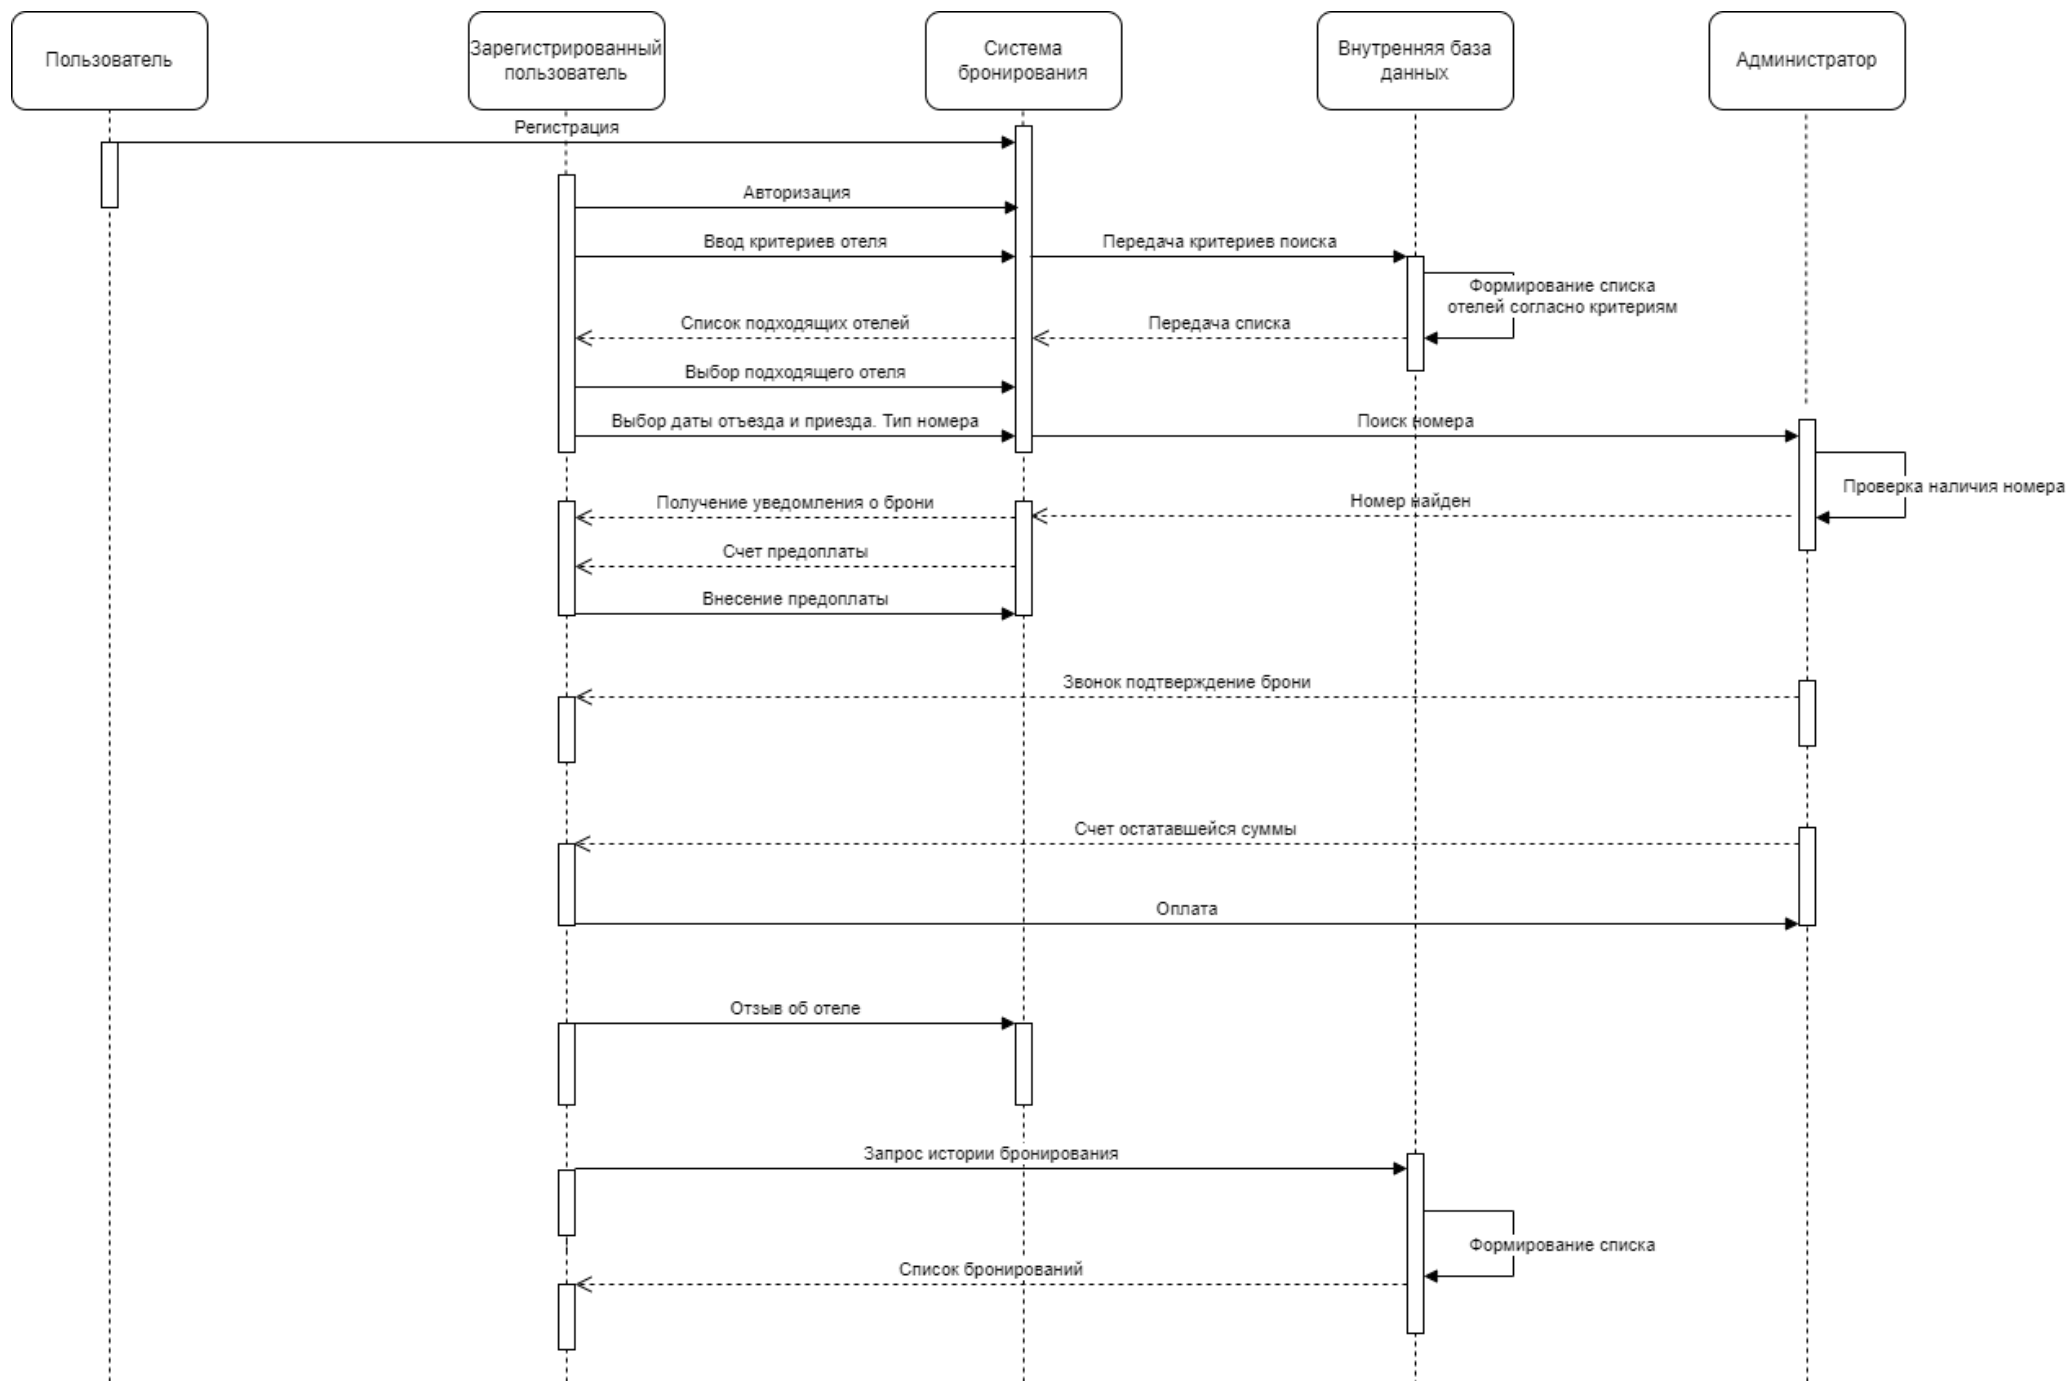 Пользователь
Зарегистрированный
пользователь
Система
бронирования
Внутренняя база
данных
Администратор
Регистрация
Авторизация
Ввод критериев отеля
Передача критериев поиска
Формирование списка
отелей согласно критериям
Список подходящих отелей
Передача списка
Выбор подходящего отеля
Выбор даты отъезда и приезда. Тип номера
Поиск номера
Проверка наличия номера
Получение уведомления о брони
Номер найден
Счет предоплаты
Внесение предоплаты
Звонок подтверждение брони
Счет остатавшейся суммы
Оплата
Отзыв об отеле
Запрос истории бронирования
Формирование списка
Список бронирований